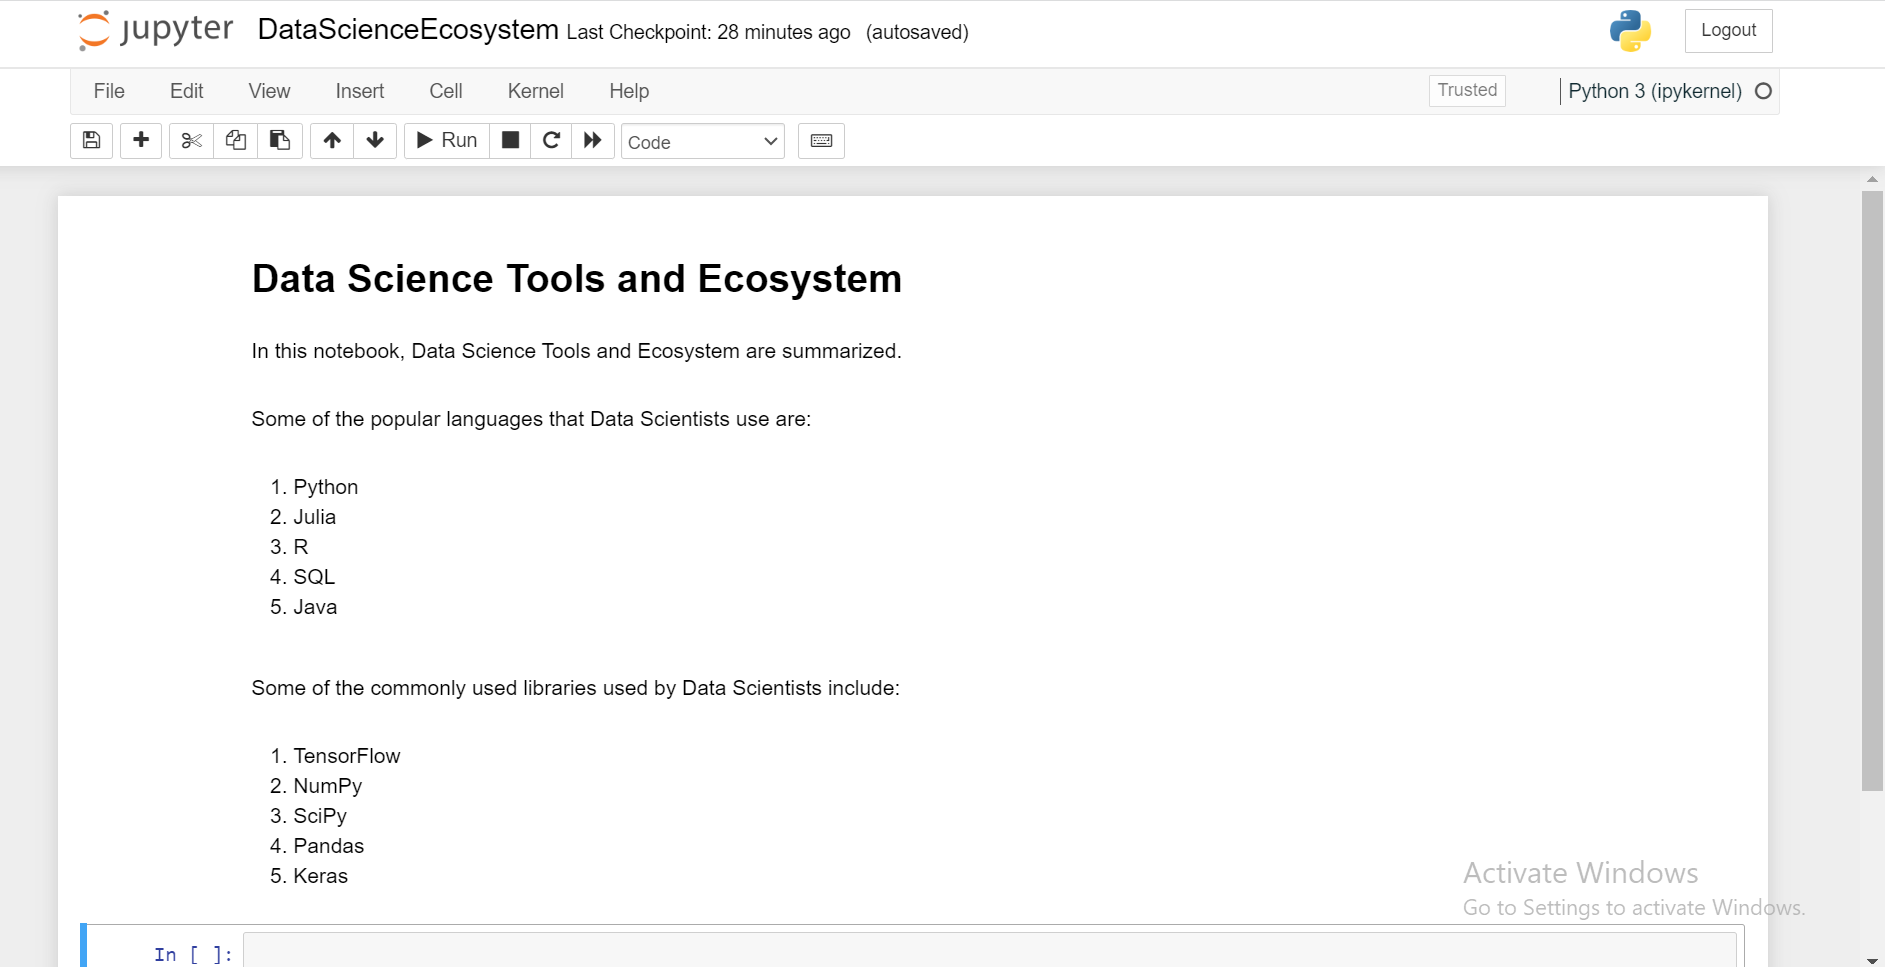 jupyter DataScienceEcosystem Last Checkpoint: 28 minutes ago (autosaved) Logout
File Edit View Insert Cell Kernel Help Trusted Python 3 (ipykernel)
Run Code
Data Science Tools and Ecosystem
In this notebook, Data Science Tools and Ecosystem are summarized.
Some of the popular languages that Data Scientists use are:
1. Python
2. Julia
3. R
4. SQL
5. Java
Some of the commonly used libraries used by Data Scientists include:
1. TensorFlow
2. NumPy
3. SciPy
4. Pandas
5. Keras
Activate Windows
Go to Settings to activate Windows.
In [ ]: